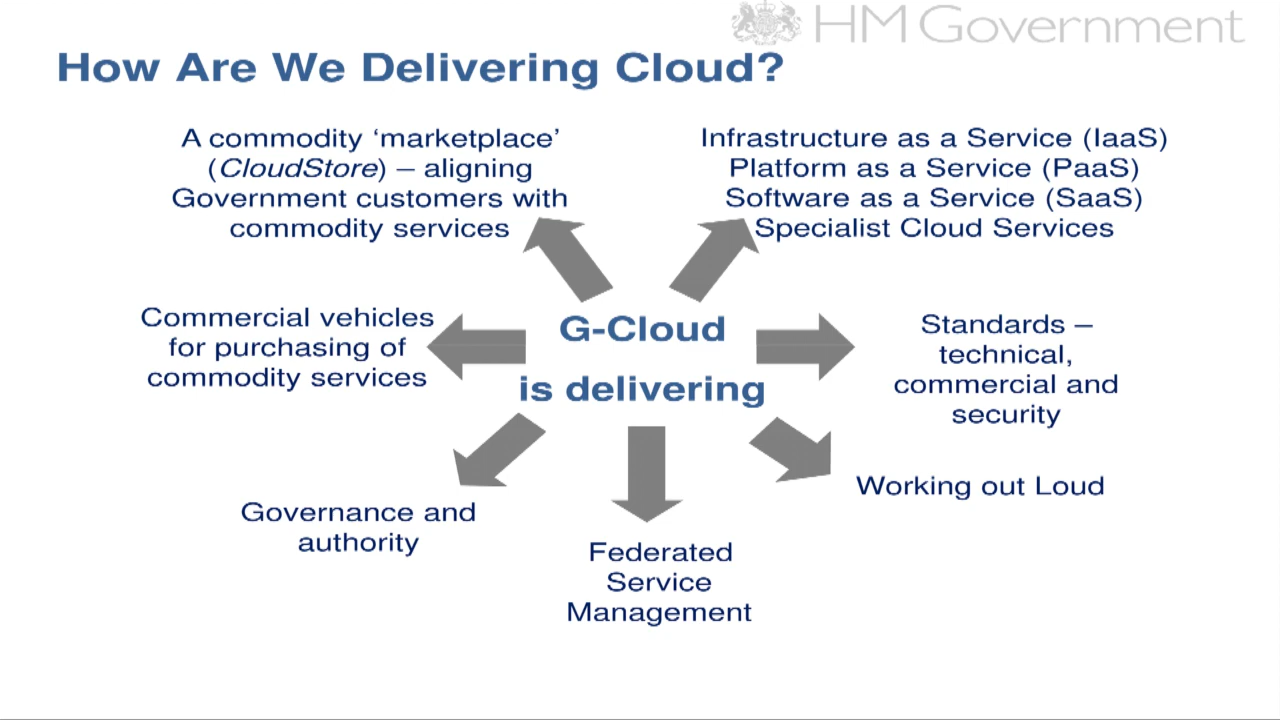 HM Government
How Are We Delivering Cloud?
A commodity ‘marketplace’
(CloudStore) – aligning
Government customers with
commodity services
Infrastructure as a Service (IaaS)
Platform as a Service (PaaS)
Software as a Service (SaaS)
Specialist Cloud Services
Commercial vehicles
for purchasing of
commodity services
G-Cloud
is delivering
Standards –
technical,
commercial and
security
Working out Loud
Governance and
authority
Federated
Service
Management